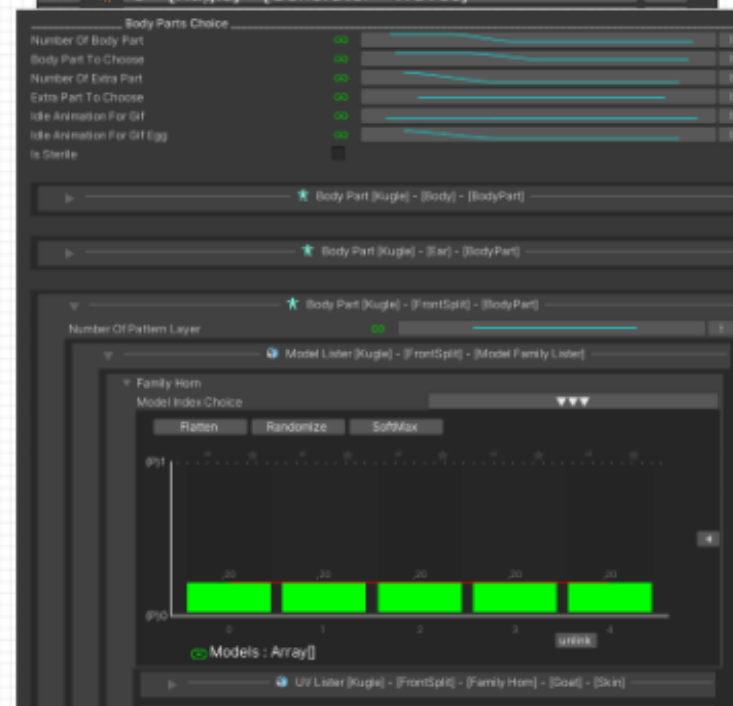 Body Parts Choice
Number Of Body Part
Body Part To Choose
Number Of Extra Part
Extra Part To Choose
Idle Animation For Gif
Idle Animation For Gif Egg
Is Sterile
Body Part [Kugle] - [Body] - [BodyPart]
Body Part [Kugle] - [Ear] - [BodyPart]
Body Part [Kugle] - [FrontSplit] - [BodyPart]
Number Of Pattern Layer
Model Lister [Kugle] - [FrontSplit] - [Model Family Lister]
Family Horn
Model Index Choice ▼▼▼
Flatten Randomize SoftMax
(P)1
,20 ,20 ,20 ,20 ,20
(P)0
0 1 2 3 4
unlink
Models : Array[]
UV Lister [Kugle] - [FrontSplit] - [Family Horn] - [Goat] - [Skin]